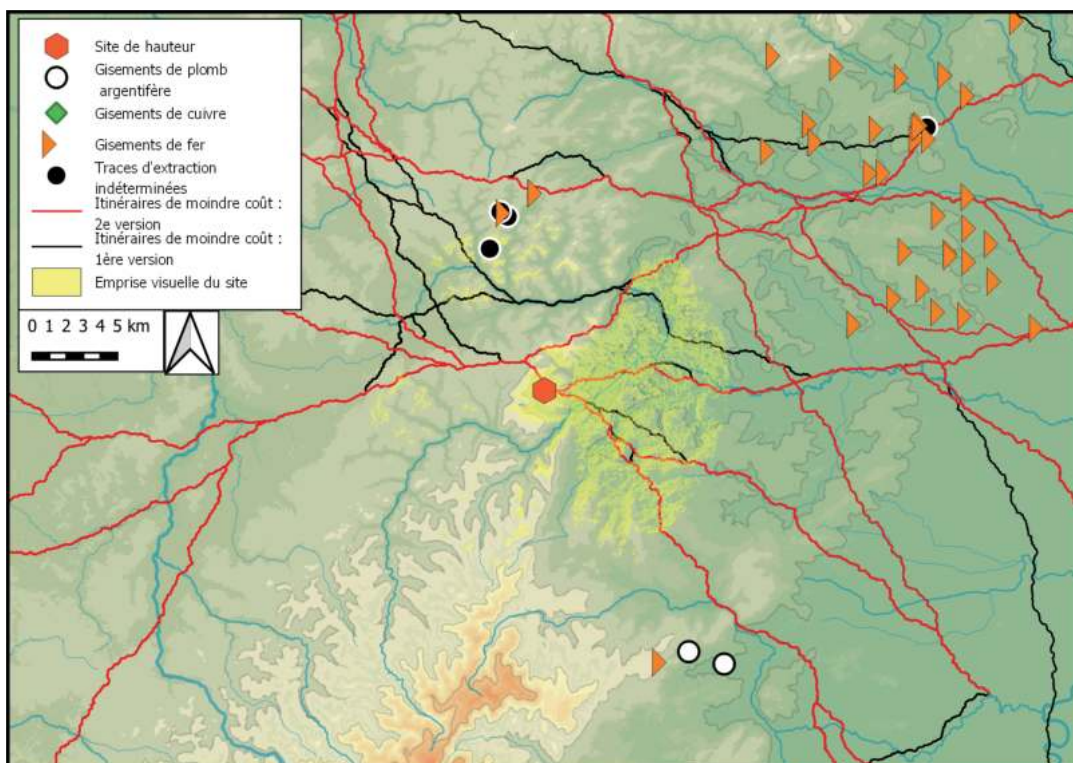 Site de hauteur
Gisements de plomb
argentifère
Gisements de cuivre
Gisements de fer
Traces d'extraction
indéterminées
Itinéraires de moindre coût :
2e version
Itinéraires de moindre coût :
1ère version
Emprise visuelle du site
0 1 2 3 4 5 km